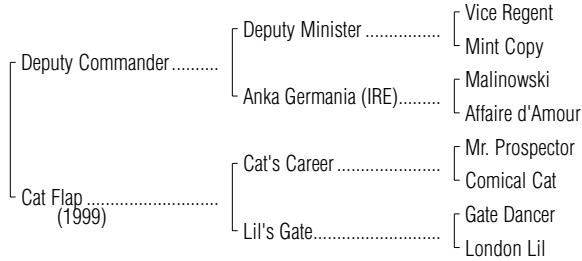 Vice Regent
Deputy Minister ..................
Mint Copy
Deputy Commander ..........
Malinowski
Anka Germania (IRE).........
Affaire d'Amour
Mr. Prospector
Cat's Career .........................
Comical Cat
Cat Flap ................................
(1999)
Gate Dancer
Lil's Gate...............................
London Lil